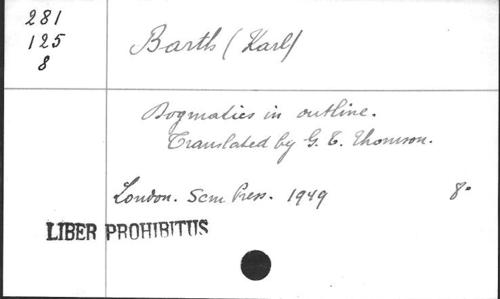 281
125
8
Barth (Karl)
Dogmatics in outline.
Translated by G. T. Thomson.
London. Scm Press. 1949 8°
LIBER PROHIBITUS